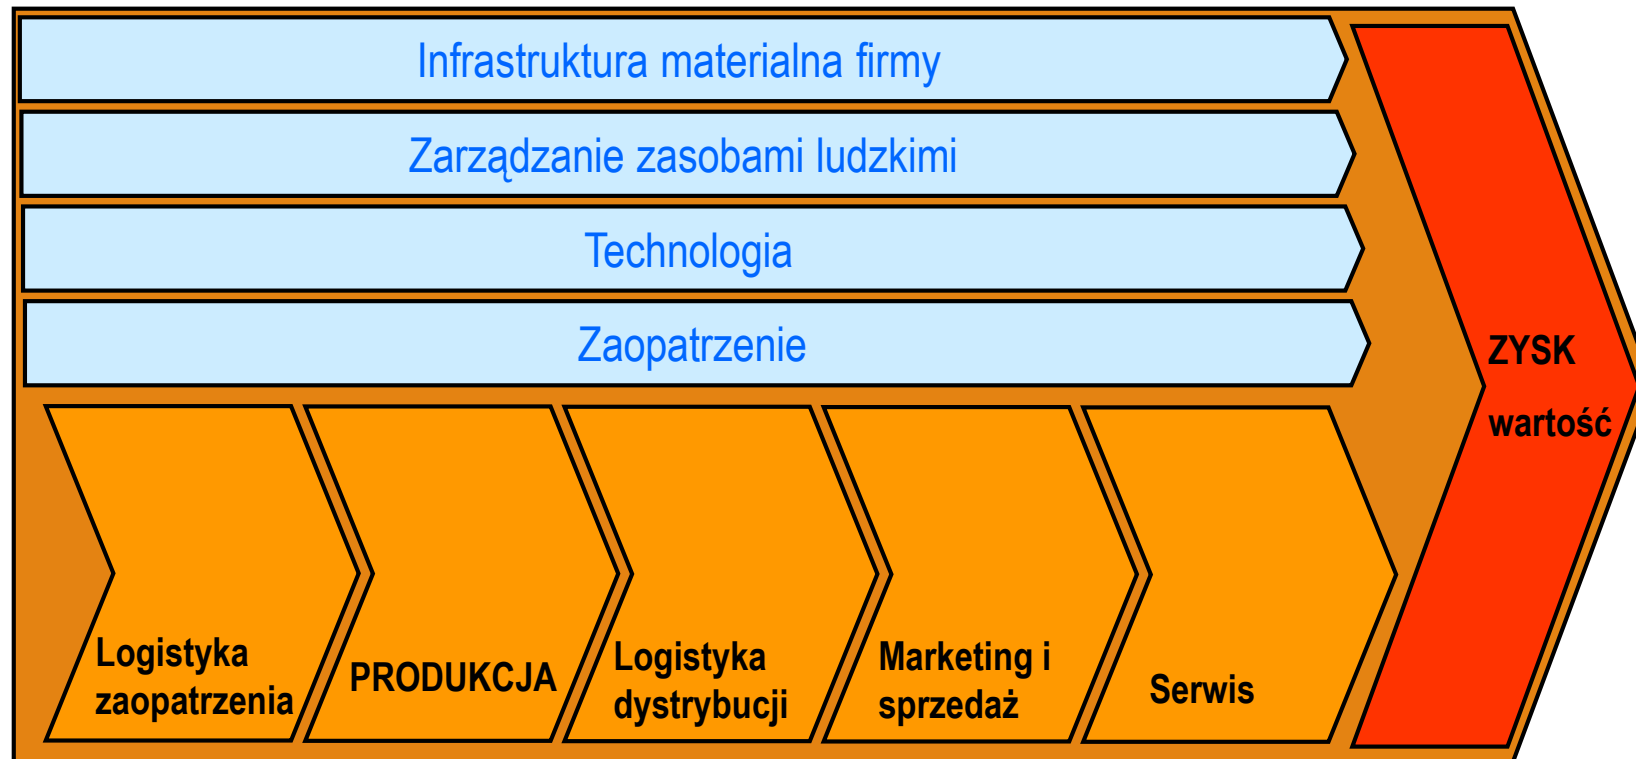 Infrastruktura materialna firmy
Zarządzanie zasobami ludzkimi
Technologia
Zaopatrzenie
ZYSK
wartość
Logistyka
zaopatrzenia
PRODUKCJA
Logistyka
dystrybucji
Marketing i
sprzedaż
Serwis